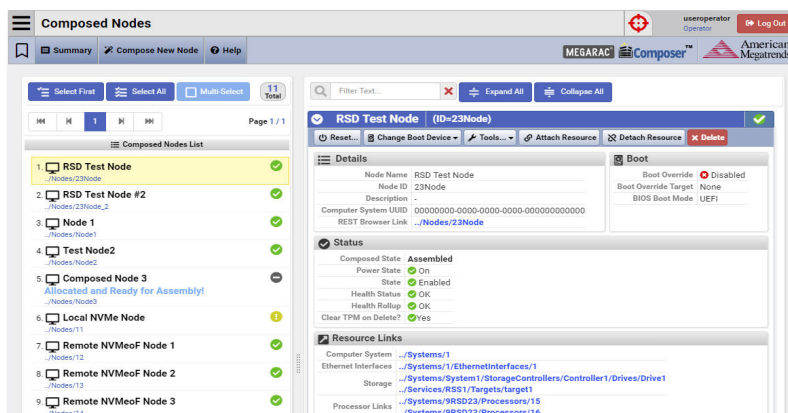 Composed Nodes
useroperator
Operator
Log Out
Summary
Compose New Node
Help
MEGARAC® Composer™
American
Megatrends
Select First
Select All
Multi-Select
11
Total
Filter Text...
Expand All
Collapse All
1
Page 1 / 1
Composed Nodes List
1. RSD Test Node
../Nodes/23Node
2. RSD Test Node #2
../Nodes/23Node_2
3. Node 1
../Nodes/Node1
4. Test Node2
../Nodes/Node2
5. Composed Node 3
Allocated and Ready for Assembly!
../Nodes/Node3
6. Local NVMe Node
../Nodes/11
7. Remote NVMeoF Node 1
../Nodes/12
8. Remote NVMeoF Node 2
../Nodes/13
9. Remote NVMeoF Node 3
../Nodes/14
RSD Test Node (ID=23Node)
Reset...
Change Boot Device
Tools...
Attach Resource
Detach Resource
Delete
Details
Node Name RSD Test Node
Node ID 23Node
Description -
Computer System UUID 00000000-0000-0000-0000-000000000000
REST Browser Link ../Nodes/23Node
Boot
Boot Override Disabled
Boot Override Target None
BIOS Boot Mode UEFI
Status
Composed State Assembled
Power State On
State Enabled
Health Status OK
Health Rollup OK
Clear TPM on Delete? Yes
Resource Links
Computer System ../Systems/1
Ethernet Interfaces ../Systems/1/EthernetInterfaces/1
Storage ../Systems/System1/StorageControllers/Controller1/Drives/Drive1
../Services/RSS1/Targets/target1
Processor Links ../Systems/9RSD23/Processors/15
../Systems/9RSD23/Processors/16